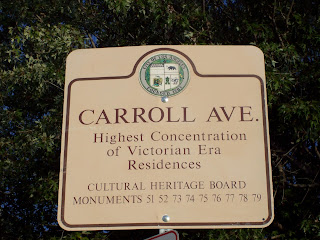 CARROLL AVE.
Highest Concentration
of Victorian Era
Residences
CULTURAL HERITAGE BOARD
MONUMENTS 51 52 73 74 75 76 77 78 79